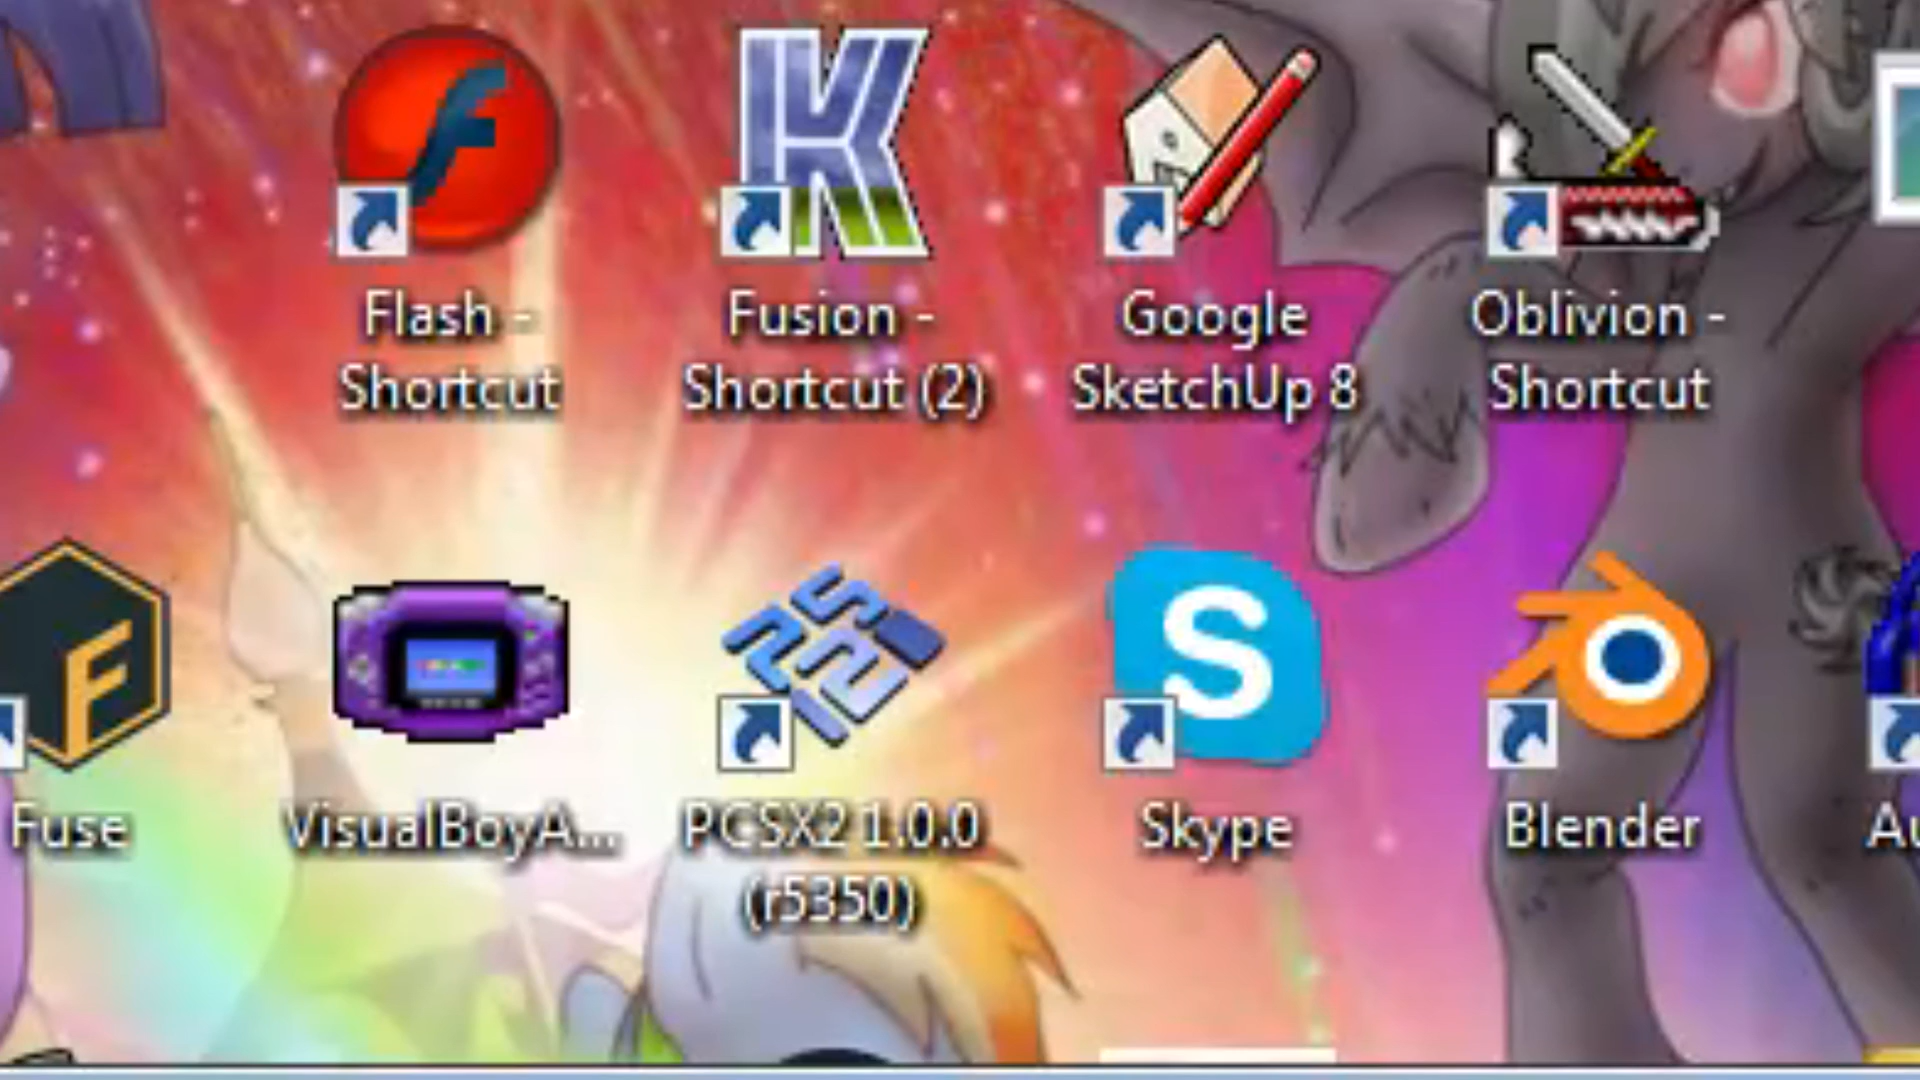 Flash -
Shortcut
Fusion -
Shortcut (2)
Google
SketchUp 8
Oblivion -
Shortcut
Fuse
VisualBoyA...
PCSX2 1.0.0
(r5350)
Skype
Blender
Au